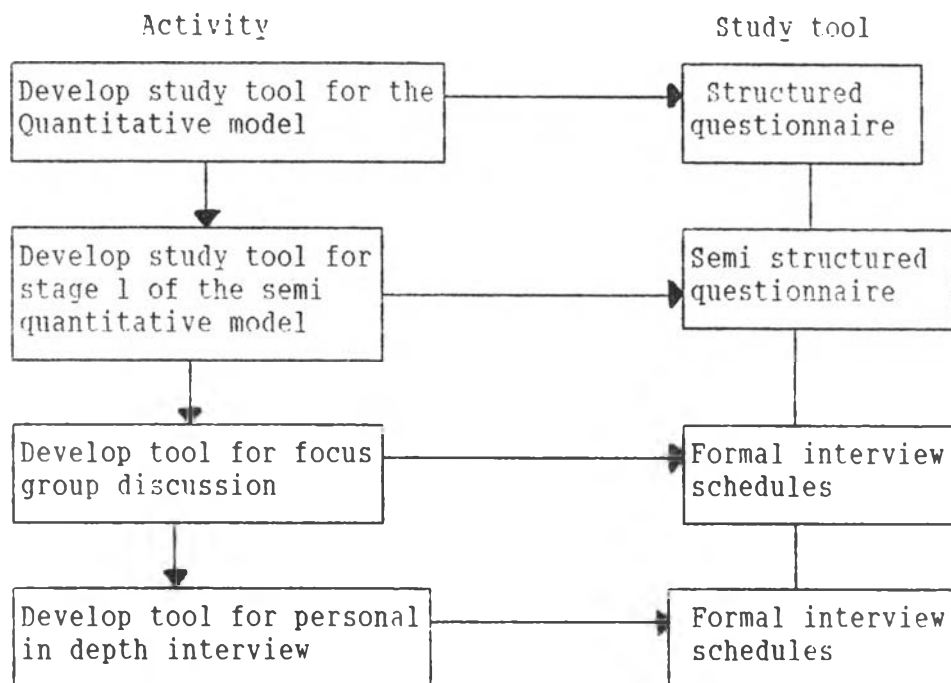 Activity
Study tool
Develop study tool for the
Quantitative model
Structured
questionnaire
Develop study tool for
stage 1 of the semi
quantitative model
Semi structured
questionnaire
Develop tool for focus
group discussion
Formal interview
schedules
Develop tool for personal
in depth interview
Formal interview
schedules